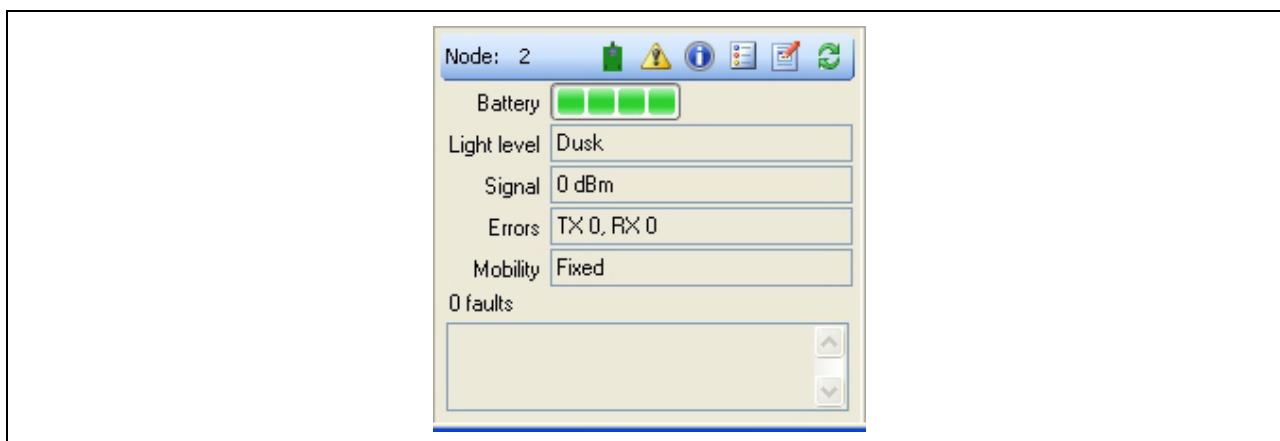 Node: 2
Battery
Light level Dusk
Signal 0 dBm
Errors TX 0, RX 0
Mobility Fixed
0 faults